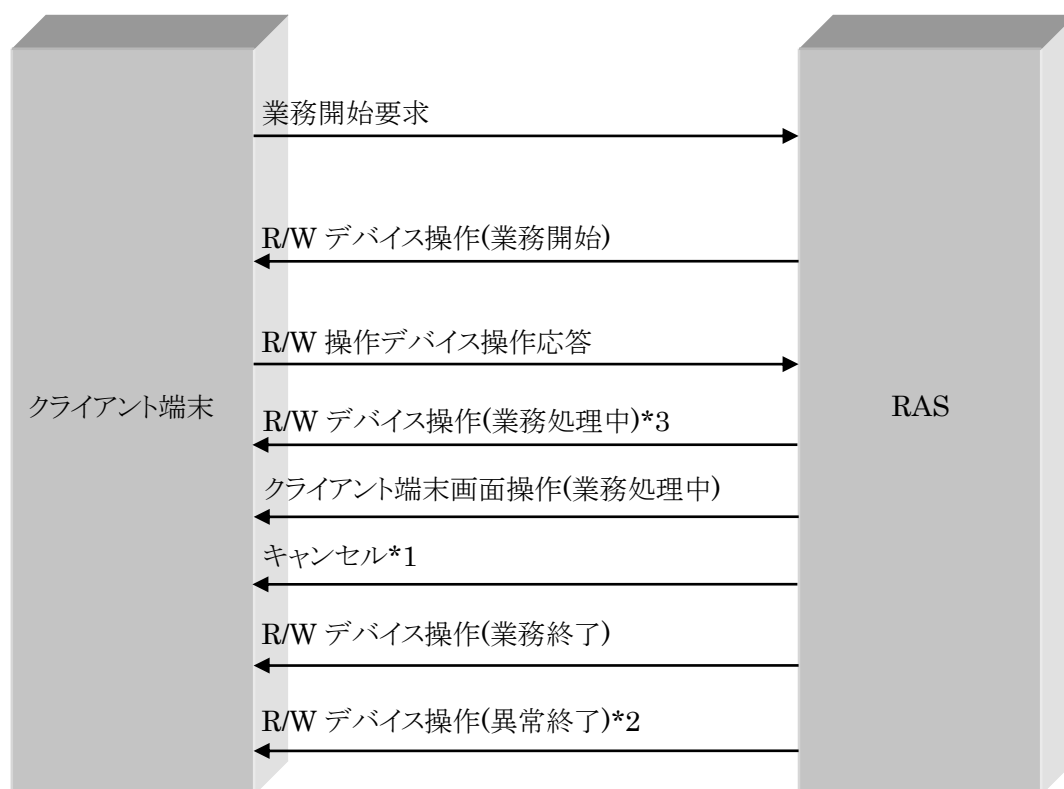 業務開始要求
R/W デバイス操作(業務開始)
R/W 操作デバイス操作応答
クライアント端末
RAS
R/W デバイス操作(業務処理中)*3
クライアント端末画面操作(業務処理中)
キャンセル*1
R/W デバイス操作(業務終了)
R/W デバイス操作(異常終了)*2